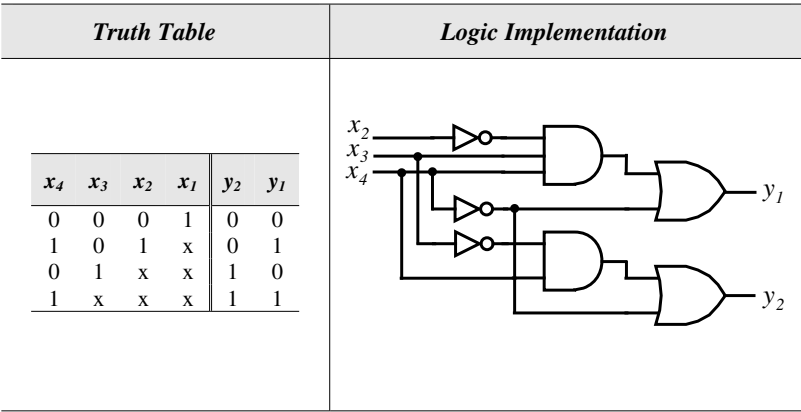 Truth Table Logic Implementation
x4 x3 x2 x1 y2 y1
0 0 0 1 0 0
1 0 1 x 0 1
0 1 x x 1 0
1 x x x 1 1
x2
x3
x4
y1
y2